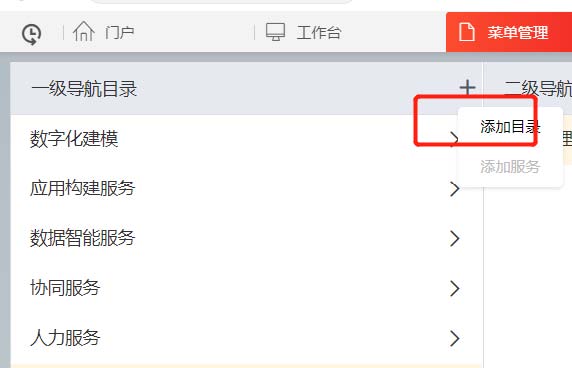 门户 工作台 菜单管理
一级导航目录 二级导航
添加目录
数字化建模 理
添加服务
应用构建服务
数据智能服务
协同服务
人力服务